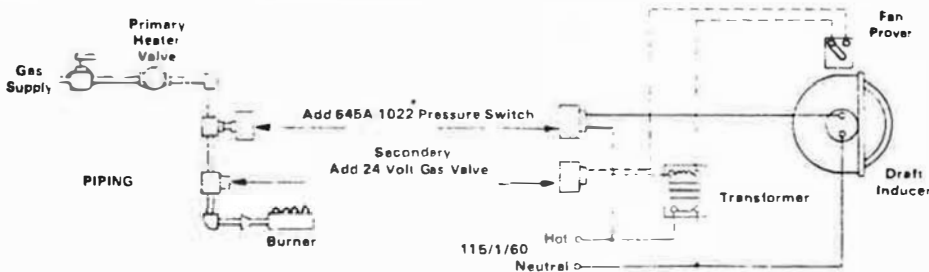 Primary
Heater
Valve
Gas
Supply
Fan
Prover
Add 645A 1022 Pressure Switch
Secondary
Add 24 Volt Gas Valve
PIPING
Transformer
Draft
Inducer
Burner
115/1/60
Hot
Neutral